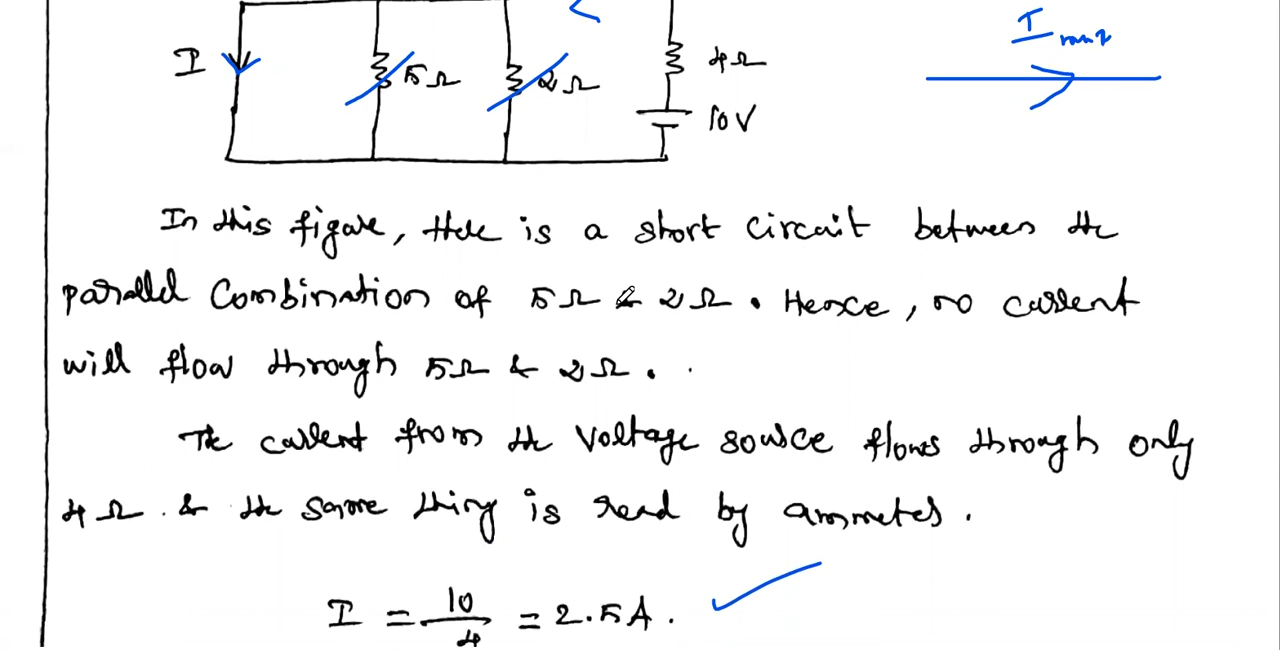 I max
I 5Ω 2Ω 4Ω
10V
In this figure, there is a short circuit between the
parallel combination of 5Ω & 2Ω. Hence, no current
will flow through 5Ω & 2Ω.
The current from the voltage source flows through only
4Ω & the same thing is read by ammeter.
I = 10/4 = 2.5A.